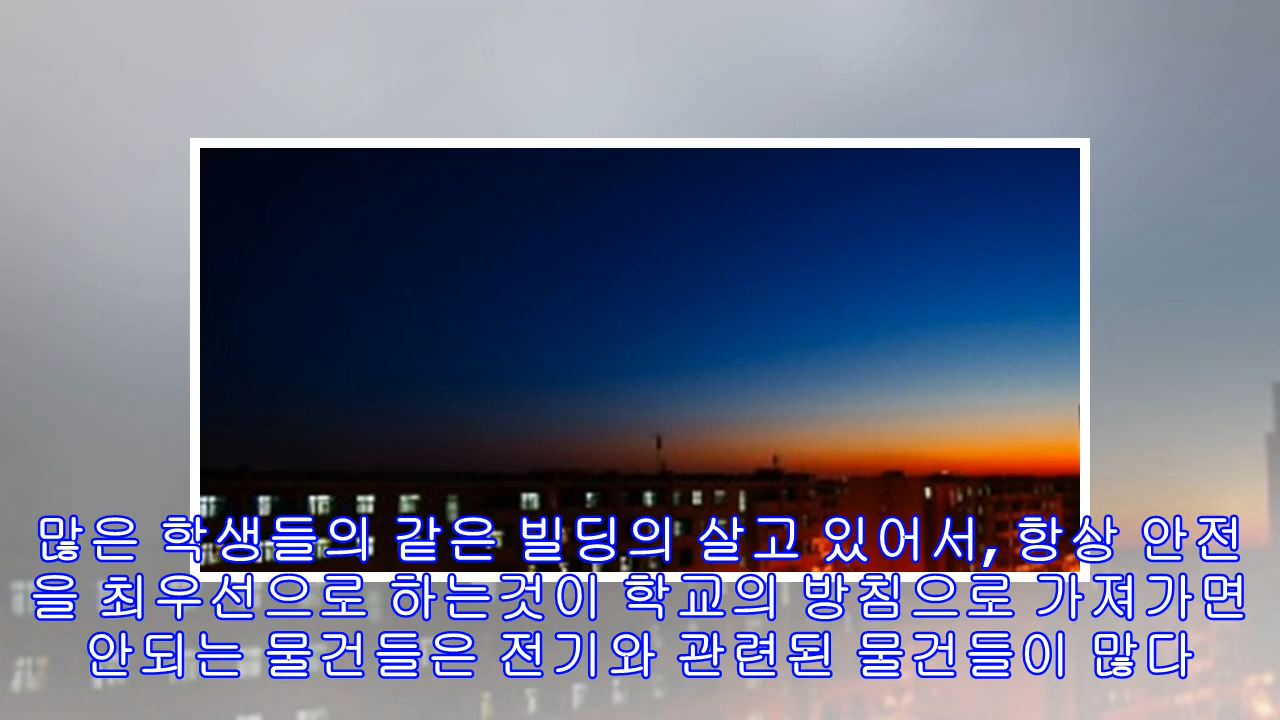 많은 학생들의 같은 빌딩의 살고 있어서, 항상 안전
을 최우선으로 하는것이 학교의 방침으로 가져가면
안되는 물건들은 전기와 관련된 물건들이 많다